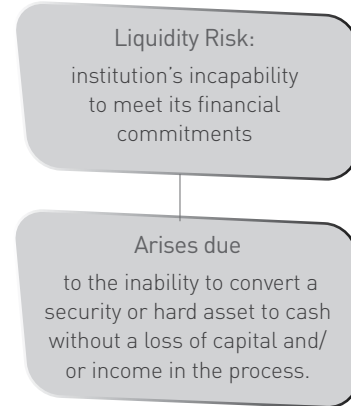 Liquidity Risk:
institution’s incapability
to meet its financial
commitments
Arises due
to the inability to convert a
security or hard asset to cash
without a loss of capital and/
or income in the process.